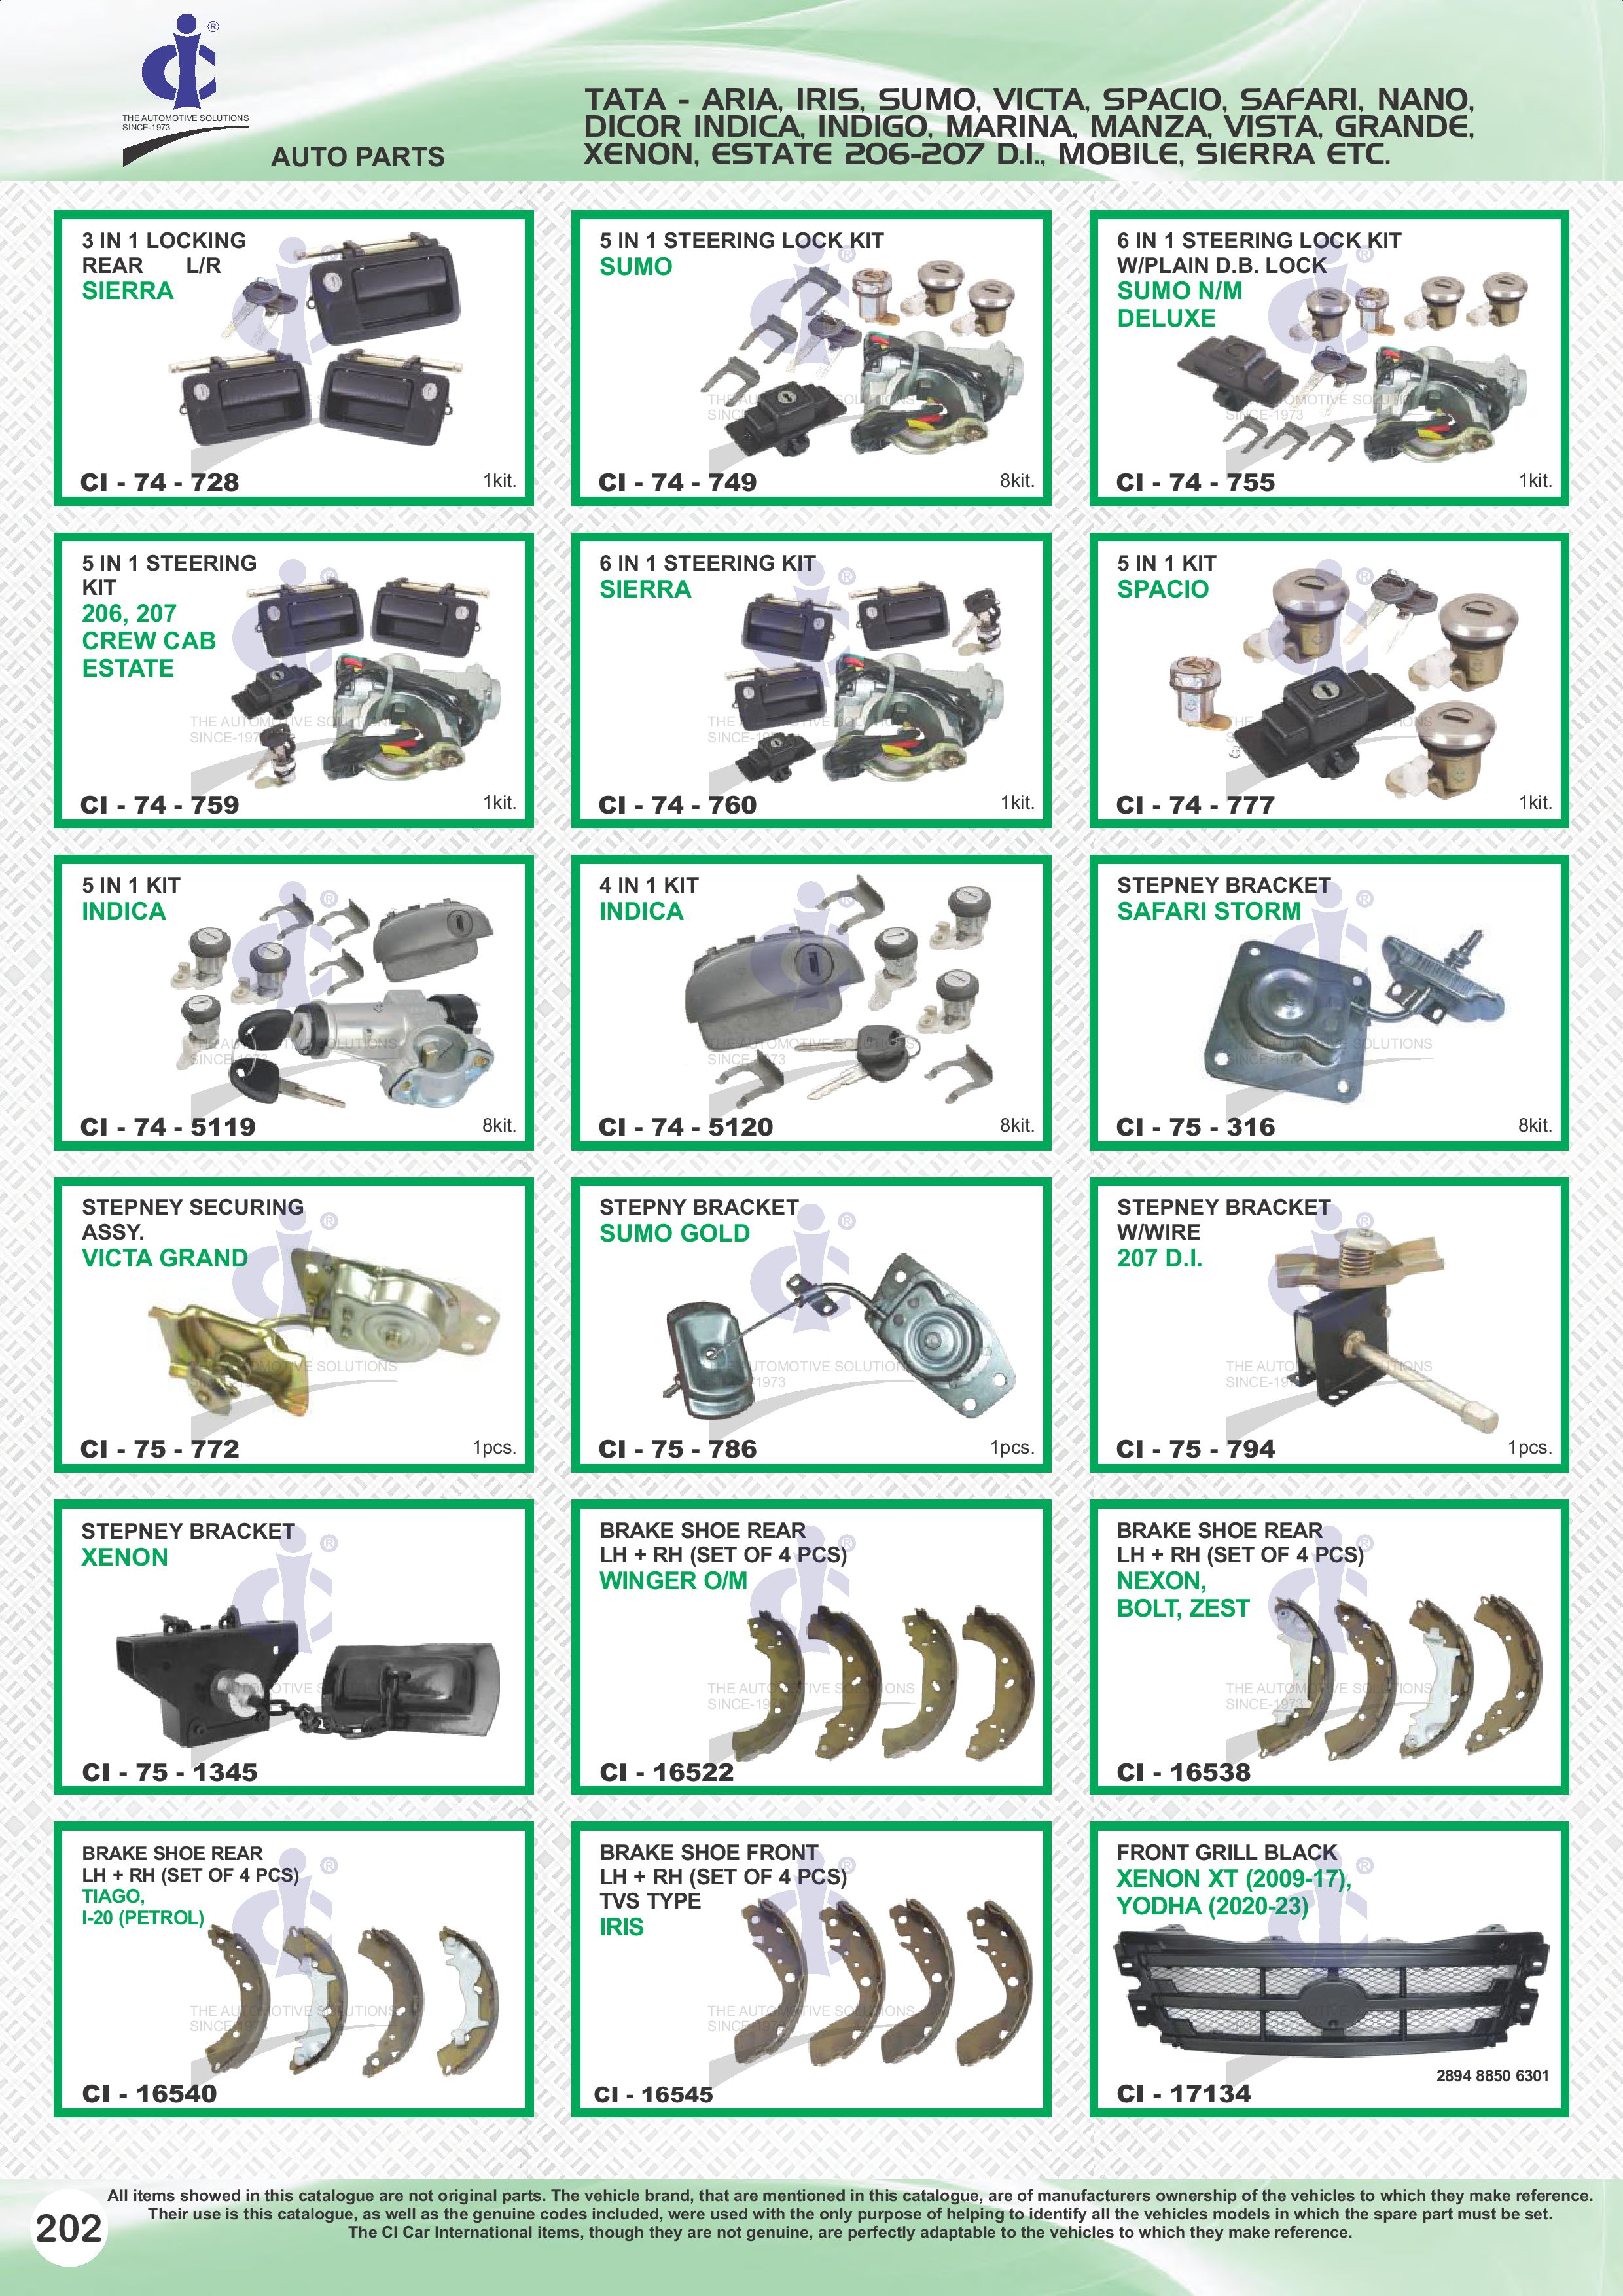 ®
THE AUTOMOTIVE SOLUTIONS
SINCE-1973
AUTO PARTS
TATA - ARIA, IRIS, SUMO, VICTA, SPACIO, SAFARI, NANO,
DICOR INDICA, INDIGO, MARINA, MANZA, VISTA, GRANDE,
XENON, ESTATE 206-207 D.I., MOBILE, SIERRA ETC.
3 IN 1 LOCKING
REAR L/R
SIERRA
CI - 74 - 728
1kit.
5 IN 1 STEERING LOCK KIT
SUMO
CI - 74 - 749
8kit.
6 IN 1 STEERING LOCK KIT
W/PLAIN D.B. LOCK
SUMO N/M
DELUXE
CI - 74 - 755
1kit.
5 IN 1 STEERING
KIT
206, 207
CREW CAB
ESTATE
CI - 74 - 759
1kit.
6 IN 1 STEERING KIT
SIERRA
CI - 74 - 760
1kit.
5 IN 1 KIT
SPACIO
CI - 74 - 777
1kit.
5 IN 1 KIT
INDICA
CI - 74 - 5119
8kit.
4 IN 1 KIT
INDICA
CI - 74 - 5120
8kit.
STEPNEY BRACKET
SAFARI STORM
CI - 75 - 316
8kit.
STEPNEY SECURING
ASSY.
VICTA GRAND
CI - 75 - 772
1pcs.
STEPNY BRACKET
SUMO GOLD
CI - 75 - 786
1pcs.
STEPNEY BRACKET
W/WIRE
207 D.I.
CI - 75 - 794
1pcs.
STEPNEY BRACKET
XENON
CI - 75 - 1345
BRAKE SHOE REAR
LH + RH (SET OF 4 PCS)
WINGER O/M
CI - 16522
BRAKE SHOE REAR
LH + RH (SET OF 4 PCS)
NEXON,
BOLT, ZEST
CI - 16538
BRAKE SHOE REAR
LH + RH (SET OF 4 PCS)
TIAGO,
I-20 (PETROL)
CI - 16540
BRAKE SHOE FRONT
LH + RH (SET OF 4 PCS)
TVS TYPE
IRIS
CI - 16545
FRONT GRILL BLACK
XENON XT (2009-17),
YODHA (2020-23)
2894 8850 6301
CI - 17134
202
All items showed in this catalogue are not original parts. The vehicle brand, that are mentioned in this catalogue, are of manufacturers ownership of the vehicles to which they make reference.
Their use is this catalogue, as well as the genuine codes included, were used with the only purpose of helping to identify all the vehicles models in which the spare part must be set.
The CI Car International items, though they are not genuine, are perfectly adaptable to the vehicles to which they make reference.